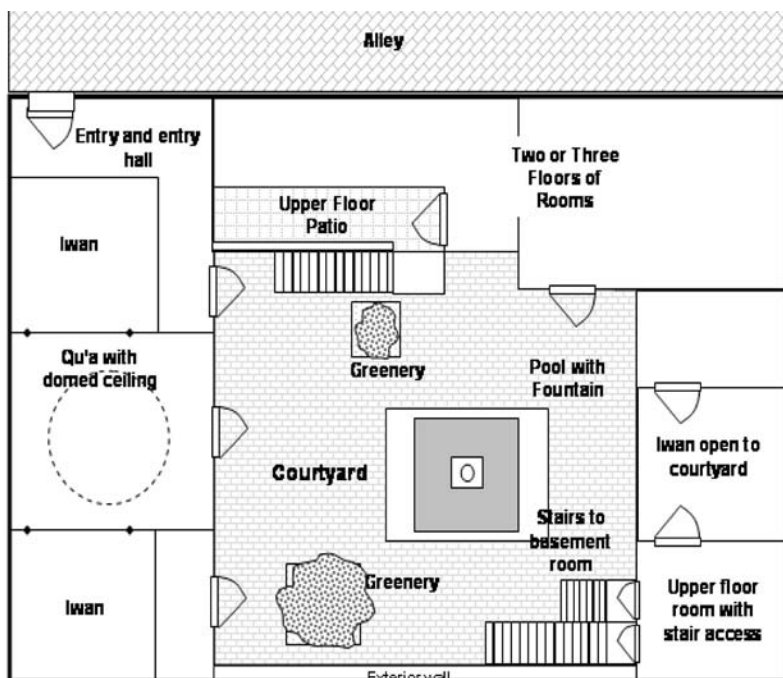 Alley
Entry and entry
hall
Two or Three
Floors of
Rooms
Upper Floor
Patio
Iwan
Qu'a with
domed ceiling
Greenery
Pool with
Fountain
Iwan open to
courtyard
Courtyard
Stairs to
basement
room
Greenery
Iwan
Upper floor
room with
stair access
Exterior wall